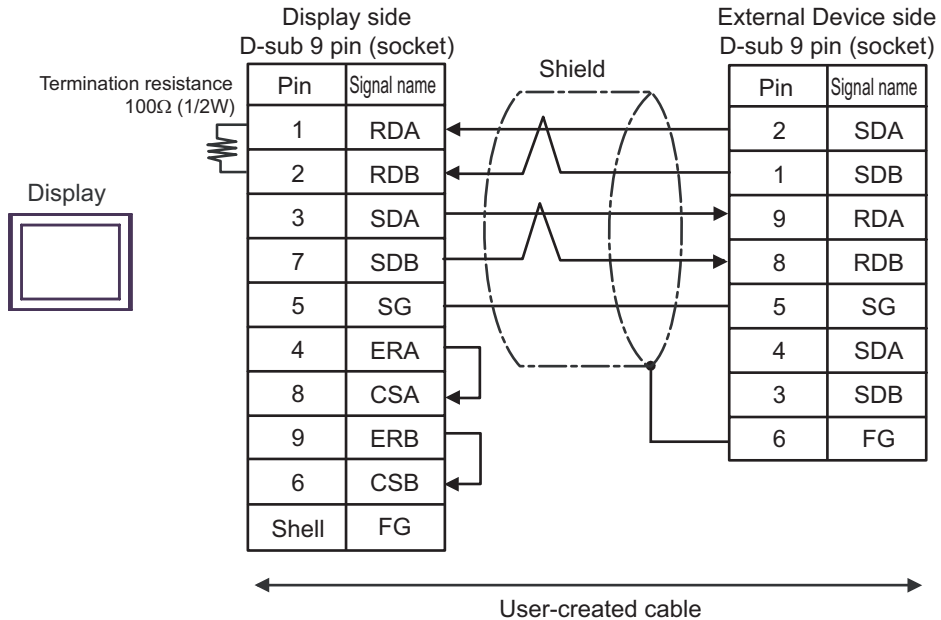 Display side
D-sub 9 pin (socket)
External Device side
D-sub 9 pin (socket)
Termination resistance
100Ω (1/2W)
Shield
Display
Pin Signal name
1 RDA
2 RDB
3 SDA
7 SDB
5 SG
4 ERA
8 CSA
9 ERB
6 CSB
Shell FG
Pin Signal name
2 SDA
1 SDB
9 RDA
8 RDB
5 SG
4 SDA
3 SDB
6 FG
User-created cable